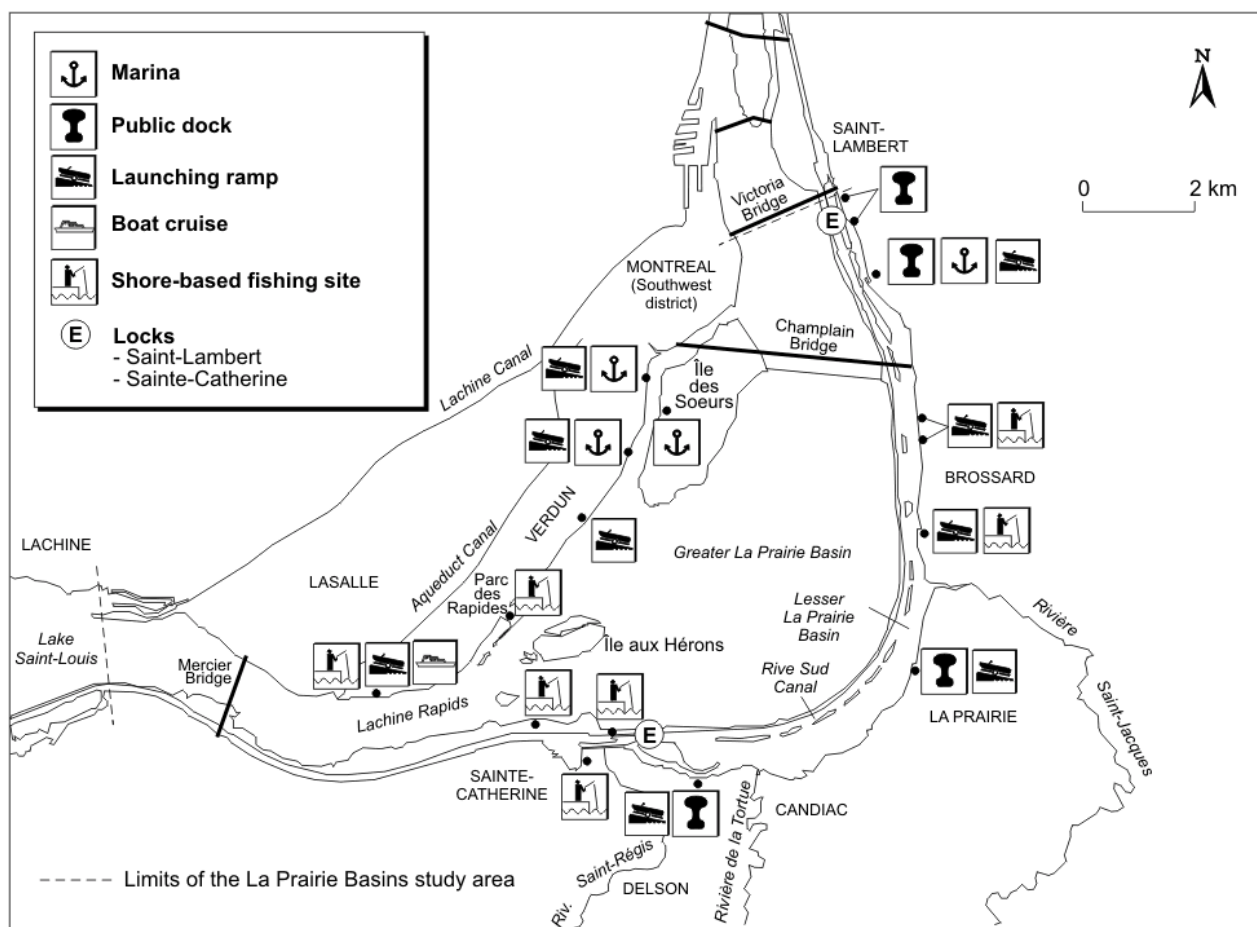 Marina
Public dock
Launching ramp
Boat cruise
Shore-based fishing site
E
Locks
- Saint-Lambert
- Sainte-Catherine
N
0
2 km
SAINT-
LAMBERT
Victoria
Bridge
E
MONTREAL
(Southwest
district)
Champlain
Bridge
Lachine Canal
Île
des
Soeurs
BROSSARD
VERDUN
Aqueduct Canal
Greater La Prairie Basin
LACHINE
LASALLE
Parc
des
Rapides
Lesser
La Prairie
Basin
Rivière
Saint-Jacques
Lake
Saint-Louis
Île aux Hérons
Mercier
Bridge
Rive Sud
Canal
Lachine Rapids
LA PRAIRIE
E
SAINTE-
CATHERINE
CANDIAC
Rivière de la Tortue
Riv. Saint-Régis
DELSON
Limits of the La Prairie Basins study area